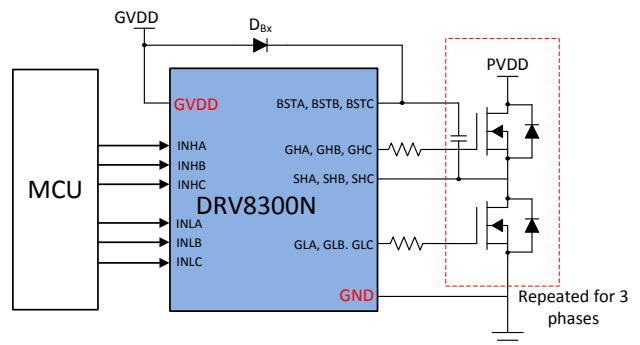 GVDD
DBx
PVDD
GVDD
BSTA, BSTB, BSTC
INHA
GHA, GHB, GHC
INHB
INHC
SHA, SHB, SHC
MCU
DRV8300N
INLA
INLB
GLA, GLB. GLC
INLC
GND
Repeated for 3
phases